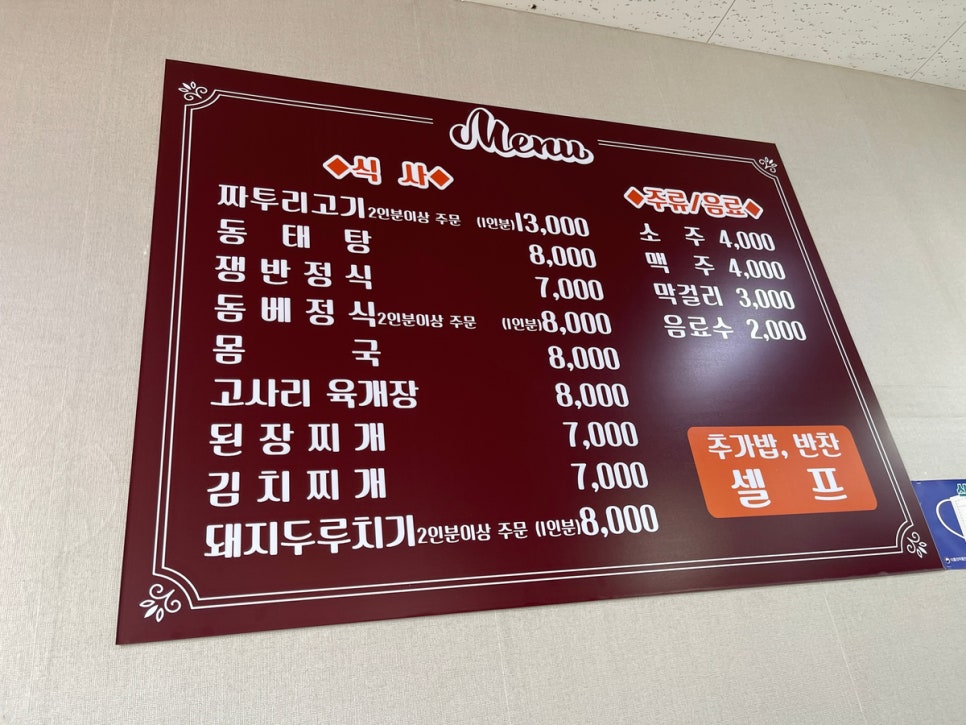 Menu
◆식 사◆
짜투리고기 2인분이상 주문 (1인분) 13,000
동 태 탕 8,000
쟁 반 정 식 7,000
돔 베 정 식 2인분이상 주문 (1인분) 8,000
몸 국 8,000
고사리 육개장 8,000
된 장 찌 개 7,000
김 치 찌 개 7,000
돼지두루치기 2인분이상 주문 (1인분) 8,000
◆주류/음료◆
소 주 4,000
맥 주 4,000
막걸리 3,000
음료수 2,000
추가밥, 반찬
셀 프